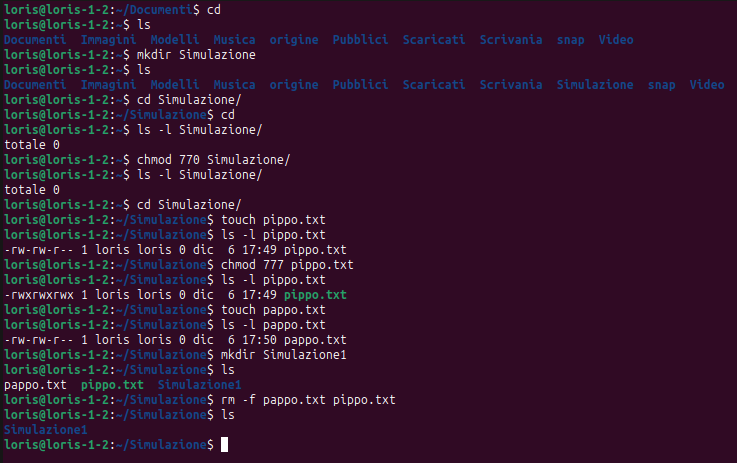 loris@loris-1-2:~/Documenti$ cd
loris@loris-1-2:~$ ls
Documenti  Immagini  Modelli  Musica  origine  Pubblici  Scaricati  Scrivania  snap  Video
loris@loris-1-2:~$ mkdir Simulazione
loris@loris-1-2:~$ ls
Documenti  Immagini  Modelli  Musica  origine  Pubblici  Scaricati  Scrivania  Simulazione  snap  Video
loris@loris-1-2:~$ cd Simulazione/
loris@loris-1-2:~/Simulazione$ cd
loris@loris-1-2:~$ ls -l Simulazione/
totale 0
loris@loris-1-2:~$ chmod 770 Simulazione/
loris@loris-1-2:~$ ls -l Simulazione/
totale 0
loris@loris-1-2:~$ cd Simulazione/
loris@loris-1-2:~/Simulazione$ touch pippo.txt
loris@loris-1-2:~/Simulazione$ ls -l pippo.txt
-rw-rw-r-- 1 loris loris 0 dic  6 17:49 pippo.txt
loris@loris-1-2:~/Simulazione$ chmod 777 pippo.txt
loris@loris-1-2:~/Simulazione$ ls -l pippo.txt
-rwxrwxrwx 1 loris loris 0 dic  6 17:49 pippo.txt
loris@loris-1-2:~/Simulazione$ touch pappo.txt
loris@loris-1-2:~/Simulazione$ ls -l pappo.txt
-rw-rw-r-- 1 loris loris 0 dic  6 17:50 pappo.txt
loris@loris-1-2:~/Simulazione$ mkdir Simulazione1
loris@loris-1-2:~/Simulazione$ ls
pappo.txt  pippo.txt  Simulazione1
loris@loris-1-2:~/Simulazione$ rm -f pappo.txt pippo.txt
loris@loris-1-2:~/Simulazione$ ls
Simulazione1
loris@loris-1-2:~/Simulazione$